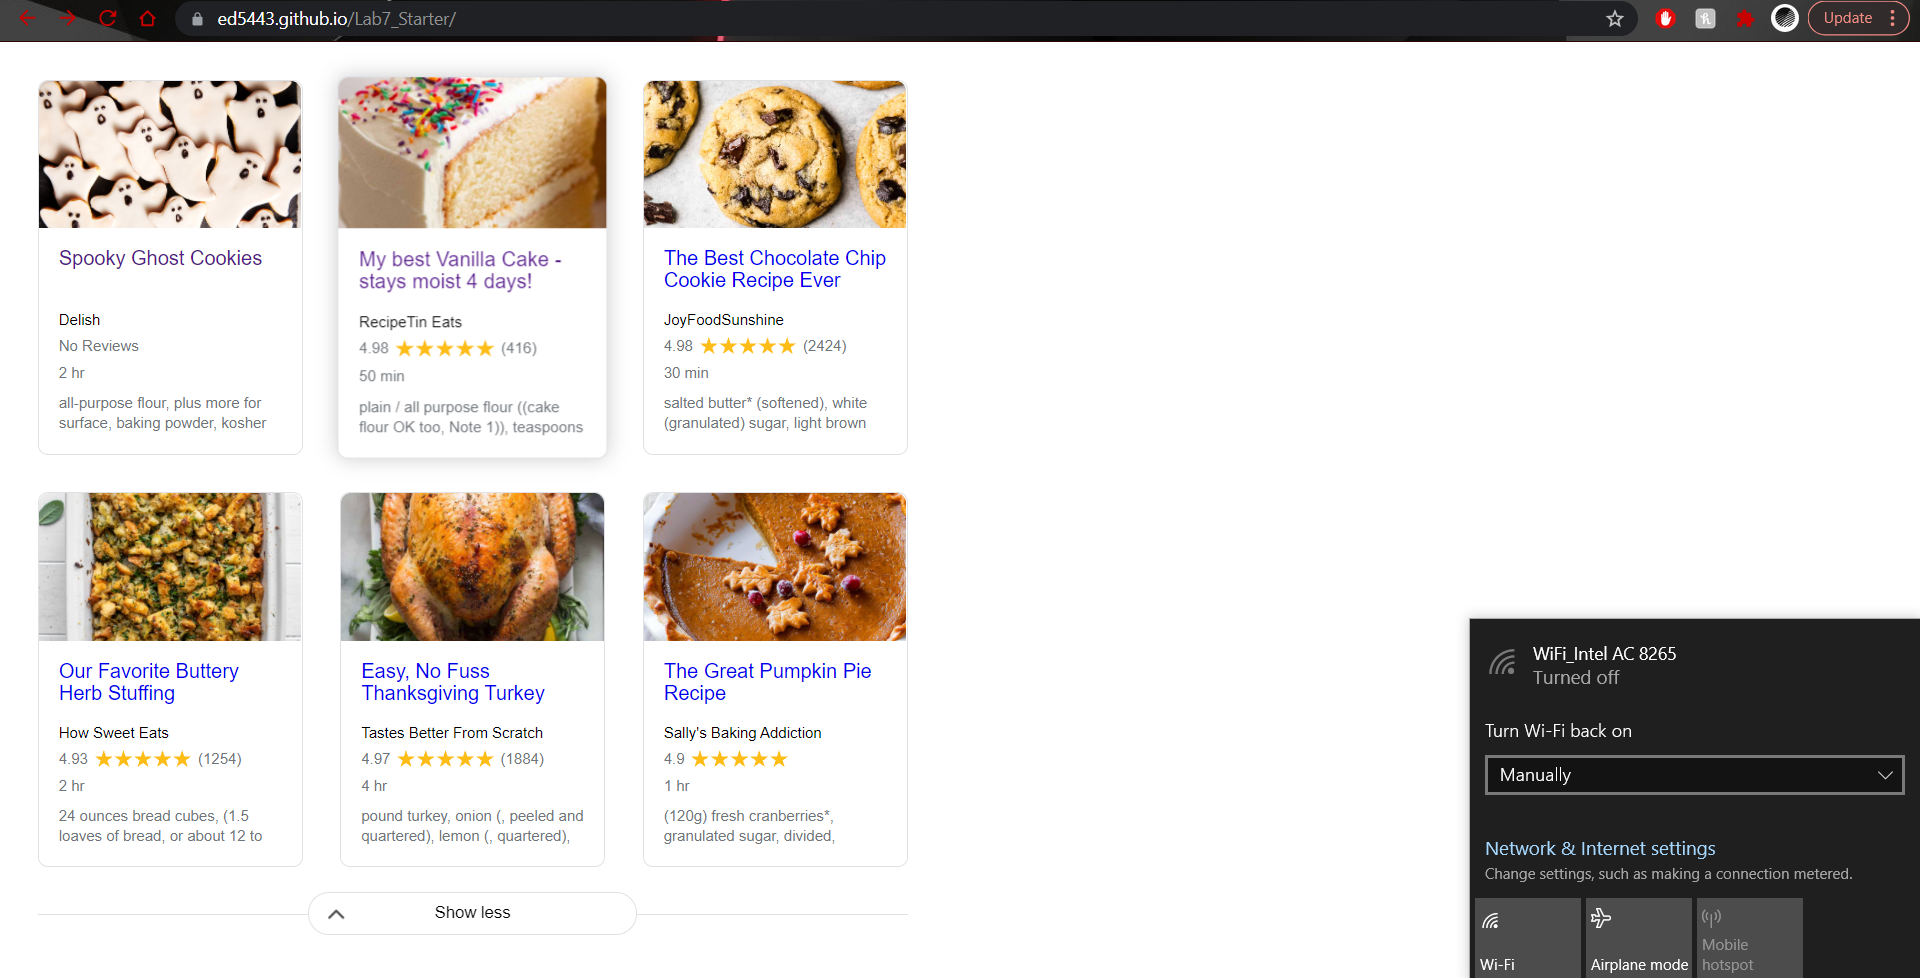 ed5443.github.io/Lab7_Starter/
Update
Spooky Ghost Cookies
Delish
No Reviews
2 hr
all-purpose flour, plus more for
surface, baking powder, kosher
My best Vanilla Cake -
stays moist 4 days!
RecipeTin Eats
4.98 ★★★★★ (416)
50 min
plain / all purpose flour ((cake
flour OK too, Note 1)), teaspoons
The Best Chocolate Chip
Cookie Recipe Ever
JoyFoodSunshine
4.98 ★★★★★ (2424)
30 min
salted butter* (softened), white
(granulated) sugar, light brown
Our Favorite Buttery
Herb Stuffing
How Sweet Eats
4.93 ★★★★★ (1254)
2 hr
24 ounces bread cubes, (1.5
loaves of bread, or about 12 to
Easy, No Fuss
Thanksgiving Turkey
Tastes Better From Scratch
4.97 ★★★★★ (1884)
4 hr
pound turkey, onion (, peeled and
quartered), lemon (, quartered),
The Great Pumpkin Pie
Recipe
Sally's Baking Addiction
4.9 ★★★★★
1 hr
(120g) fresh cranberries*,
granulated sugar, divided,
Show less
WiFi_Intel AC 8265
Turned off
Turn Wi-Fi back on
Manually
Network & Internet settings
Change settings, such as making a connection metered.
Wi-Fi
Airplane mode
Mobile
hotspot